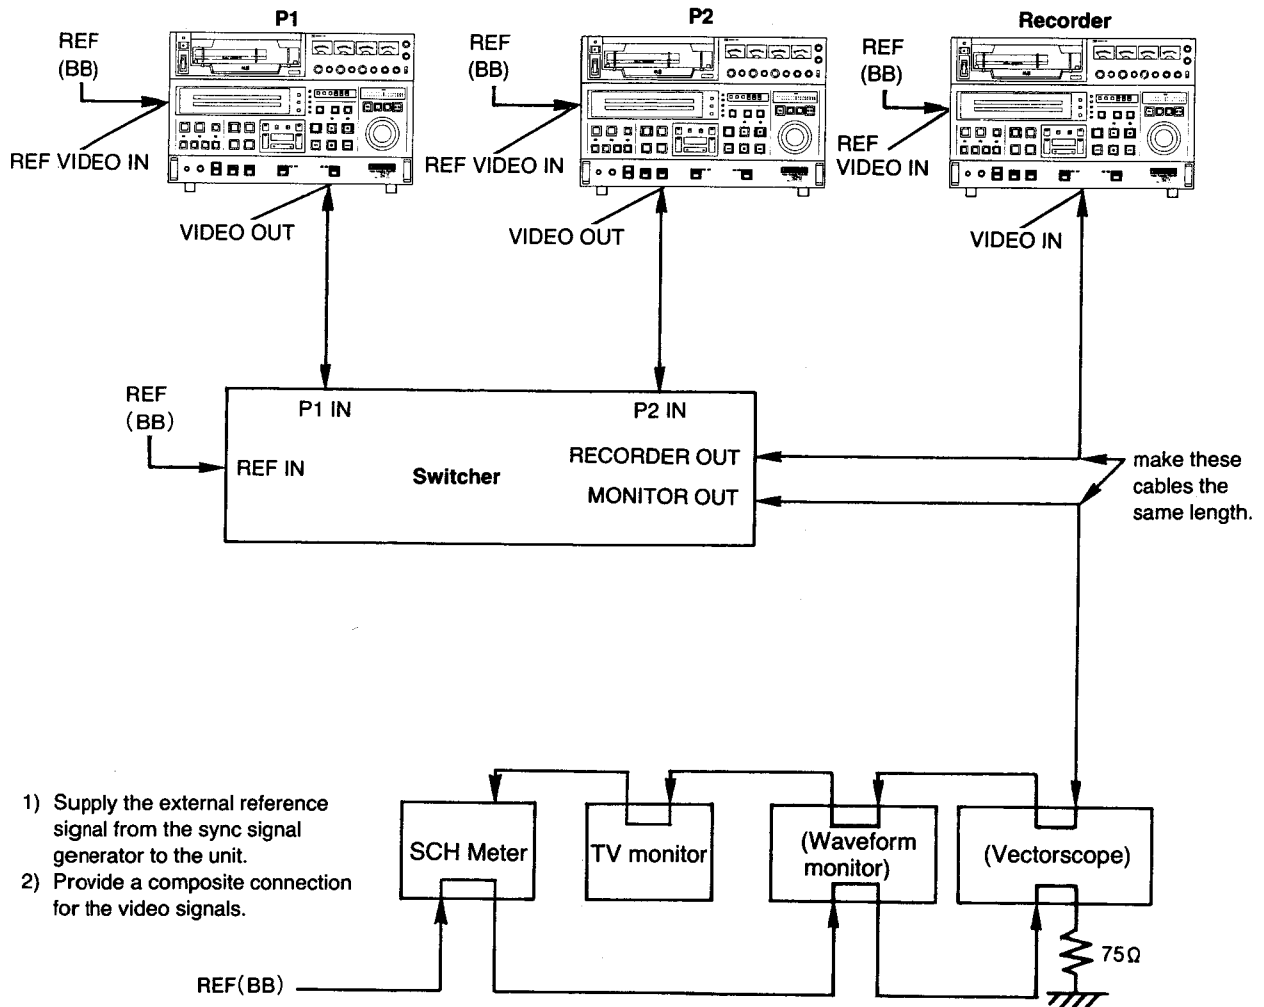 P1
P2
Recorder
REF
(BB)
REF
(BB)
REF
(BB)
REF VIDEO IN
REF VIDEO IN
REF
VIDEO IN
VIDEO OUT
VIDEO OUT
VIDEO IN
REF
(BB)
P1 IN
P2 IN
REF IN
Switcher
RECORDER OUT
MONITOR OUT
make these
cables the
same length.
1) Supply the external reference
signal from the sync signal
generator to the unit.
2) Provide a composite connection
for the video signals.
SCH Meter
TV monitor
(Waveform
monitor)
(Vectorscope)
75Ω
REF(BB)